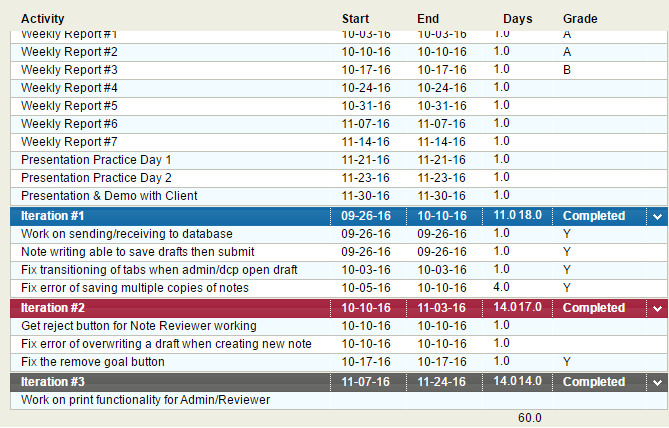 Activity Start End Days Grade
Weekly Report #1 10-03-16 10-03-16 1.0 A
Weekly Report #2 10-10-16 10-10-16 1.0 A
Weekly Report #3 10-17-16 10-17-16 1.0 B
Weekly Report #4 10-24-16 10-24-16 1.0
Weekly Report #5 10-31-16 10-31-16 1.0
Weekly Report #6 11-07-16 11-07-16 1.0
Weekly Report #7 11-14-16 11-14-16 1.0
Presentation Practice Day 1 11-21-16 11-21-16 1.0
Presentation Practice Day 2 11-23-16 11-23-16 1.0
Presentation & Demo with Client 11-30-16 11-30-16 1.0
Iteration #1 09-26-16 10-10-16 11.0 18.0 Completed
Work on sending/receiving to database 09-26-16 09-26-16 1.0 Y
Note writing able to save drafts then submit 09-26-16 09-26-16 1.0 Y
Fix transitioning of tabs when admin/dcp open draft 10-03-16 10-03-16 1.0 Y
Fix error of saving multiple copies of notes 10-05-16 10-10-16 4.0 Y
Iteration #2 10-10-16 11-03-16 14.0 17.0 Completed
Get reject button for Note Reviewer working 10-10-16 10-10-16 1.0
Fix error of overwriting a draft when creating new note 10-10-16 10-10-16 1.0
Fix the remove goal button 10-17-16 10-17-16 1.0 Y
Iteration #3 11-07-16 11-24-16 14.0 14.0 Completed
Work on print functionality for Admin/Reviewer
60.0